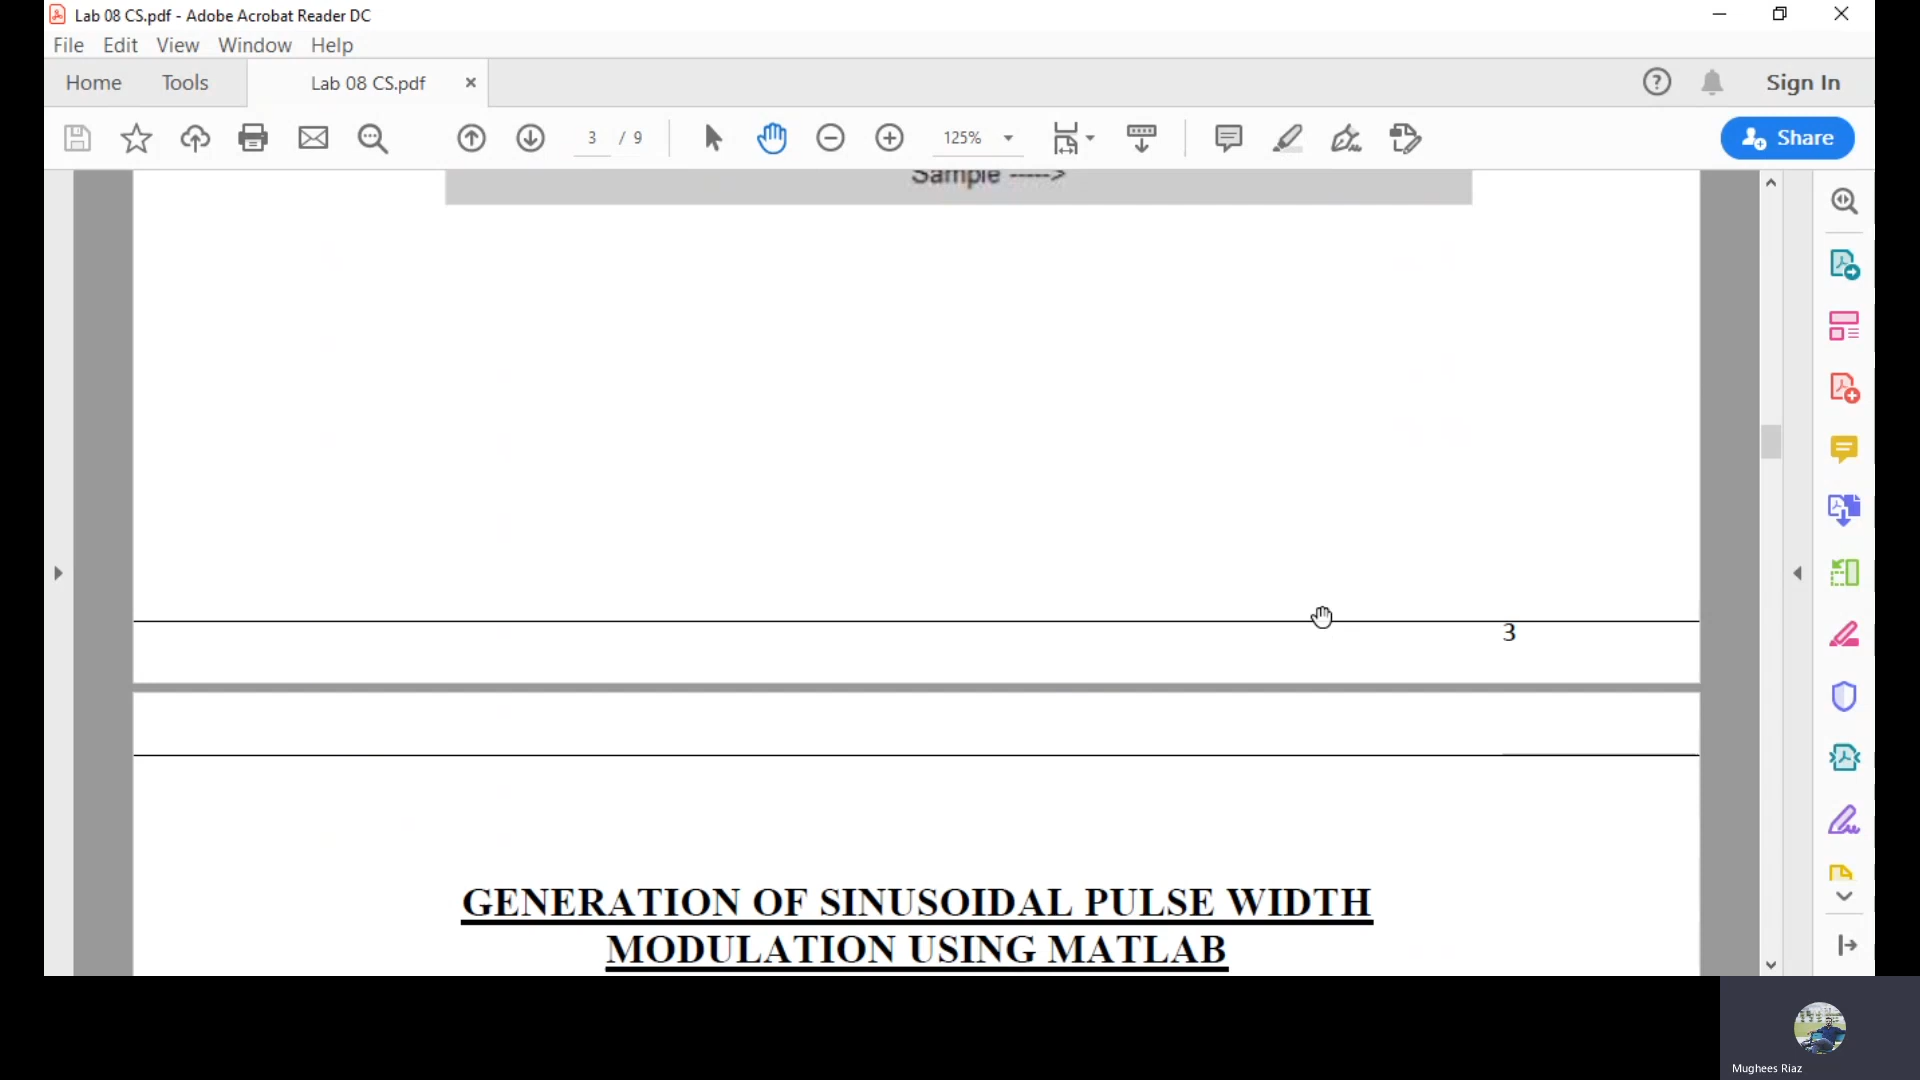 Lab 08 CS.pdf - Adobe Acrobat Reader DC
File Edit View Window Help
Home Tools Lab 08 CS.pdf Sign In
3 / 9 125% Share
Sample ----->
3
GENERATION OF SINUSOIDAL PULSE WIDTH
MODULATION USING MATLAB
Mughees Riaz